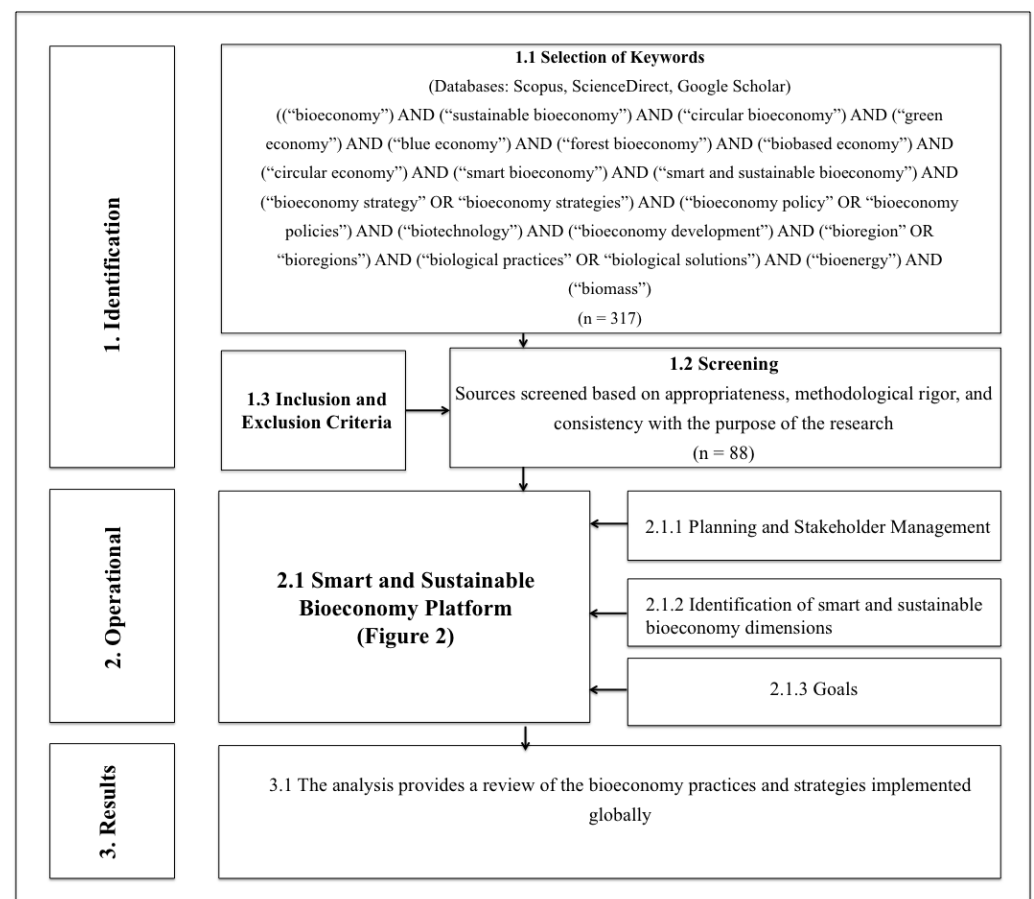 1. Identification
1.1 Selection of Keywords
(Databases: Scopus, ScienceDirect, Google Scholar)
((“bioeconomy”) AND (“sustainable bioeconomy”) AND (“circular bioeconomy”) AND (“green
economy”) AND (“blue economy”) AND (“forest bioeconomy”) AND (“biobased economy”) AND
(“circular economy”) AND (“smart bioeconomy”) AND (“smart and sustainable bioeconomy”) AND
(“bioeconomy strategy” OR “bioeconomy strategies”) AND (“bioeconomy policy” OR “bioeconomy
policies”) AND (“biotechnology”) AND (“bioeconomy development”) AND (“bioregion” OR
“bioregions”) AND (“biological practices” OR “biological solutions”) AND (“bioenergy”) AND
(“biomass”)
(n = 317)
1.3 Inclusion and
Exclusion Criteria
1.2 Screening
Sources screened based on appropriateness, methodological rigor, and
consistency with the purpose of the research
(n = 88)
2. Operational
2.1 Smart and Sustainable
Bioeconomy Platform
(Figure 2)
2.1.1 Planning and Stakeholder Management
2.1.2 Identification of smart and sustainable
bioeconomy dimensions
2.1.3 Goals
3. Results
3.1 The analysis provides a review of the bioeconomy practices and strategies implemented
globally